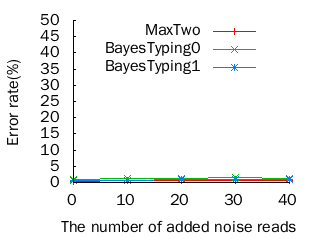 50
45
40
35
30
25
20
15
10
5
0
Error rate(%)
MaxTwo
BayesTyping0
BayesTyping1
0 10 20 30 40
The number of added noise reads